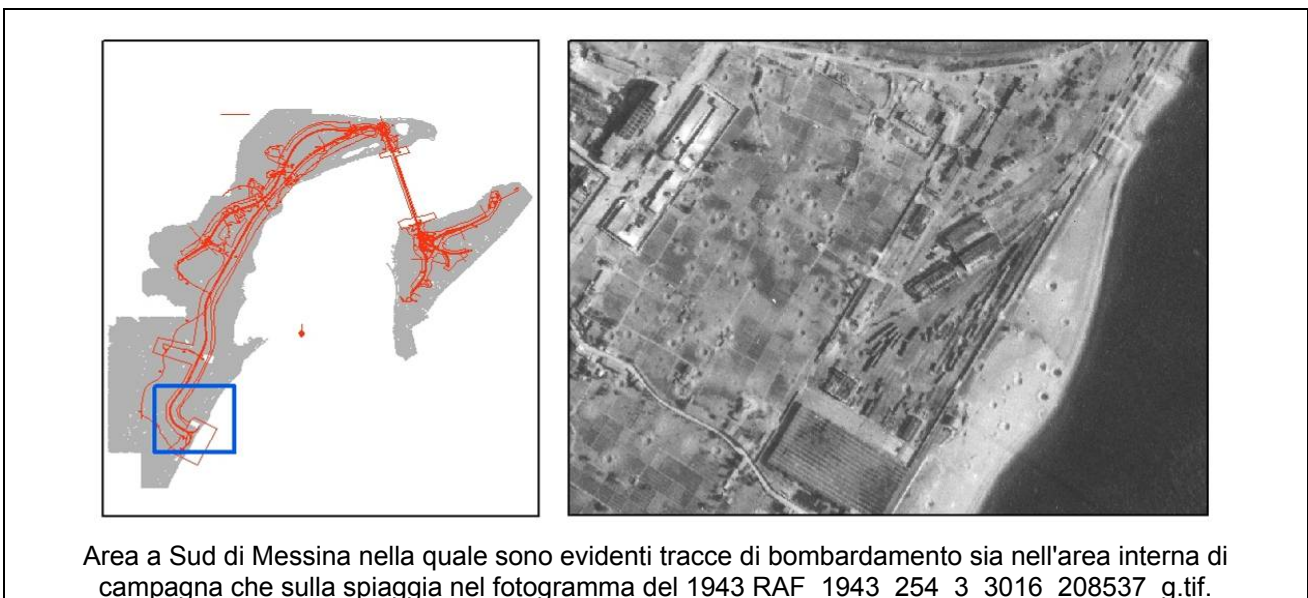 Area a Sud di Messina nella quale sono evidenti tracce di bombardamento sia nell'area interna di
campagna che sulla spiaggia nel fotogramma del 1943 RAF_1943_254_3_3016_208537_g.tif.